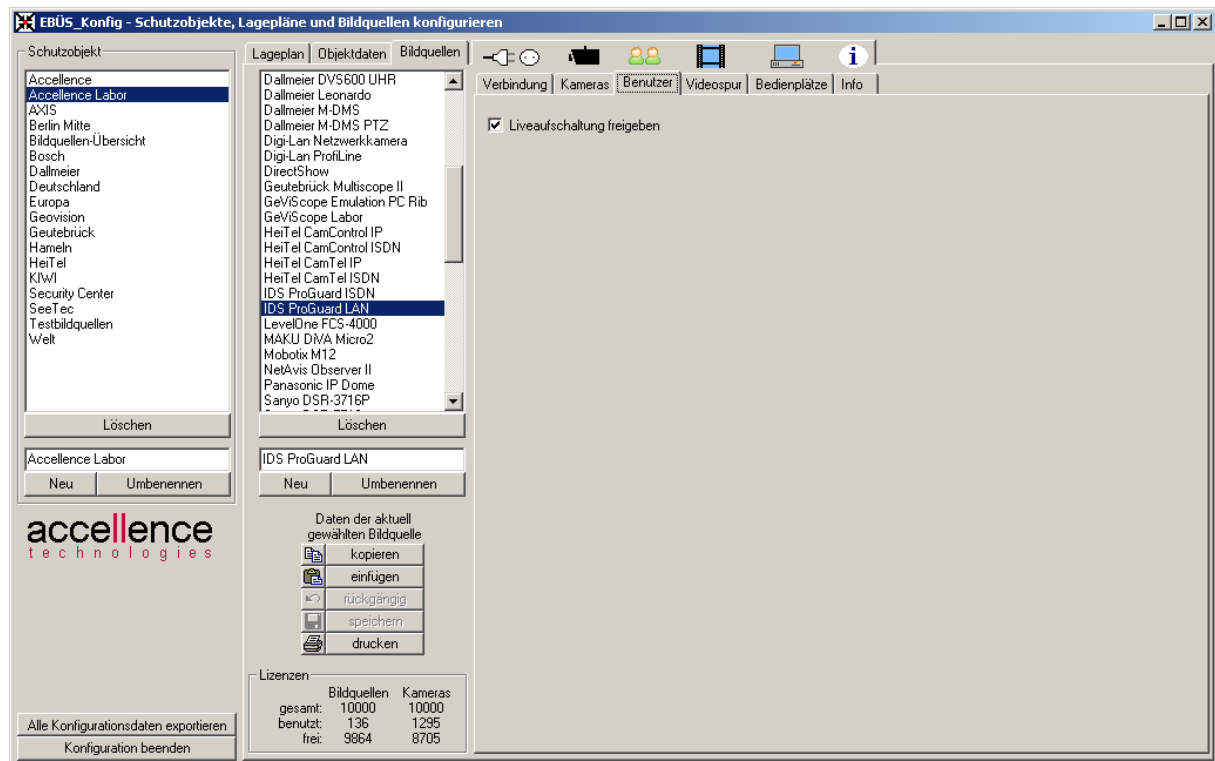 EBÜS_Konfig - Schutzobjekte, Lagepläne und Bildquellen konfigurieren
Schutzobjekt
Accellence
Accellence Labor
AXIS
Berlin Mitte
Bildquellen-Übersicht
Bosch
Dallmeier
Deutschland
Europa
Geovision
Geutebrück
Hameln
HeiTel
KIWI
Security Center
SeeTec
Testbildquellen
Welt
Löschen
Accellence Labor
Neu Umbenennen
accellence
technologies
Alle Konfigurationsdaten exportieren
Konfiguration beenden
Lageplan Objektdaten Bildquellen
Dallmeier DVS600 UHR
Dallmeier Leonardo
Dallmeier M-DMS
Dallmeier M-DMS PTZ
Digi-Lan Netzwerkkamera
Digi-Lan ProfiLine
DirectShow
Geutebrück Multiscope II
GeViScope Emulation PC Rib
GeViScope Labor
HeiTel CamControl IP
HeiTel CamControl ISDN
HeiTel CamTel IP
HeiTel CamTel ISDN
IDS ProGuard ISDN
IDS ProGuard LAN
LevelOne FCS-4000
MAKU DiVA Micro2
Mobotix M12
NetAvis Observer II
Panasonic IP Dome
Sanyo DSR-3716P
Löschen
IDS ProGuard LAN
Neu Umbenennen
Daten der aktuell
gewählten Bildquelle
kopieren
einfügen
rückgängig
speichern
drucken
Lizenzen
Bildquellen Kameras
gesamt: 10000 10000
benutzt: 136 1295
frei: 9864 8705
i
Verbindung Kameras Benutzer Videospur Bedienplätze Info
Liveaufschaltung freigeben